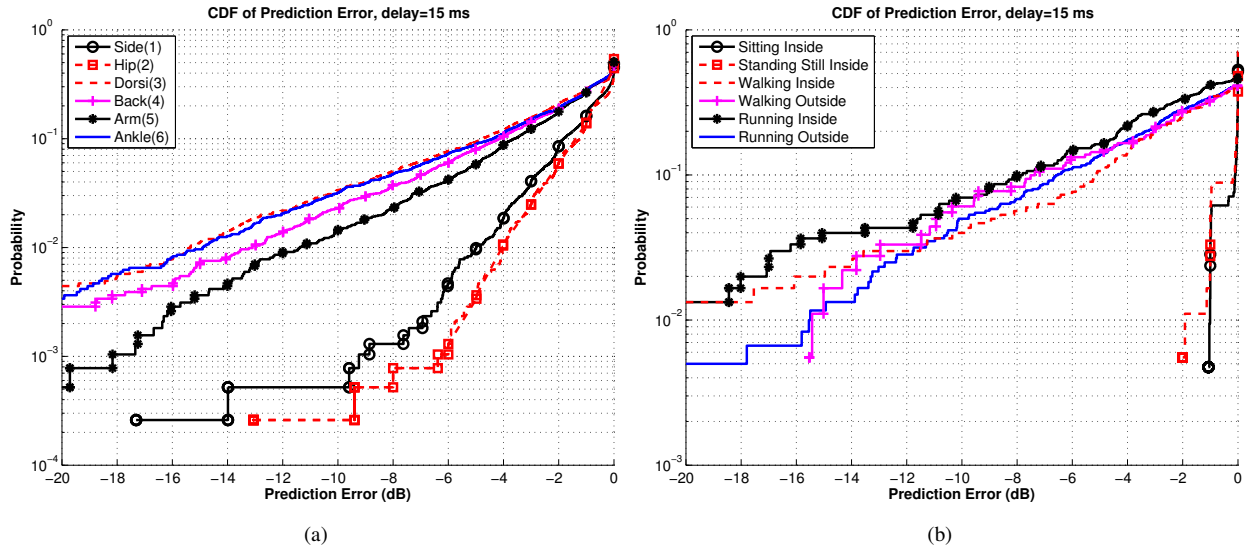 CDF of Prediction Error, delay=15 ms
10^0
10^−1
10^−2
10^−3
10^−4
Probability
Side(1)
Hip(2)
Dorsi(3)
Back(4)
Arm(5)
Ankle(6)
−20 −18 −16 −14 −12 −10 −8 −6 −4 −2 0
Prediction Error (dB)
(a)
CDF of Prediction Error, delay=15 ms
10^0
10^−1
10^−2
10^−3
Probability
Sitting Inside
Standing Still Inside
Walking Inside
Walking Outside
Running Inside
Running Outside
−20 −18 −16 −14 −12 −10 −8 −6 −4 −2 0
Prediction Error (dB)
(b)